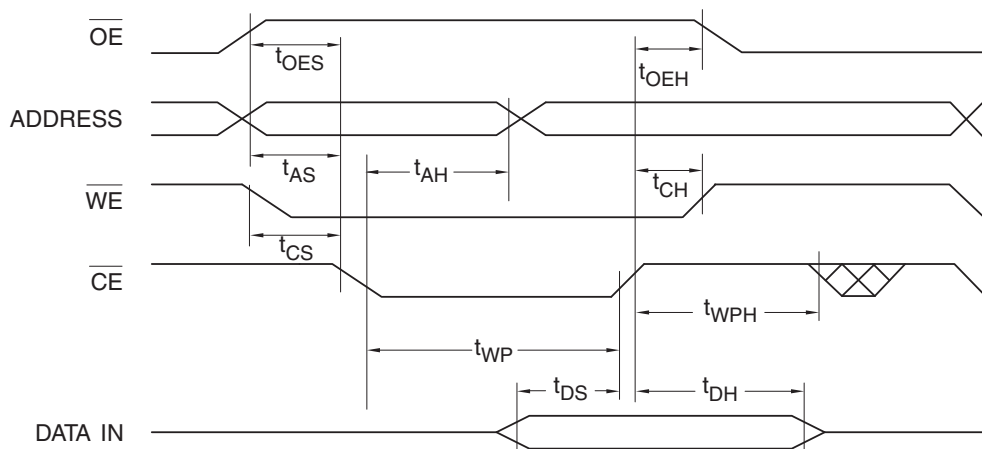 OE
tOES
tOEH
ADDRESS
tAS
tAH
tCH
WE
tCS
CE
tWPH
tWP
tDS
tDH
DATA IN